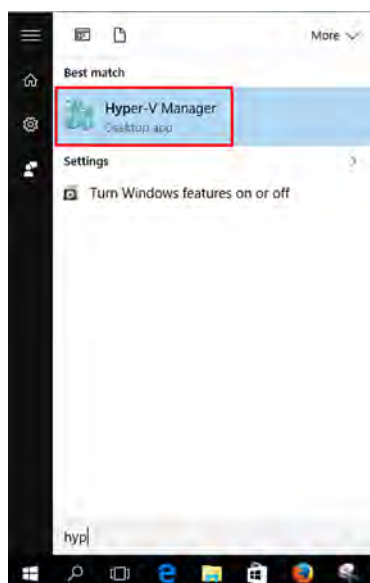 More
Best match
Hyper-V Manager
Desktop app
Settings
Turn Windows features on or off
hyp